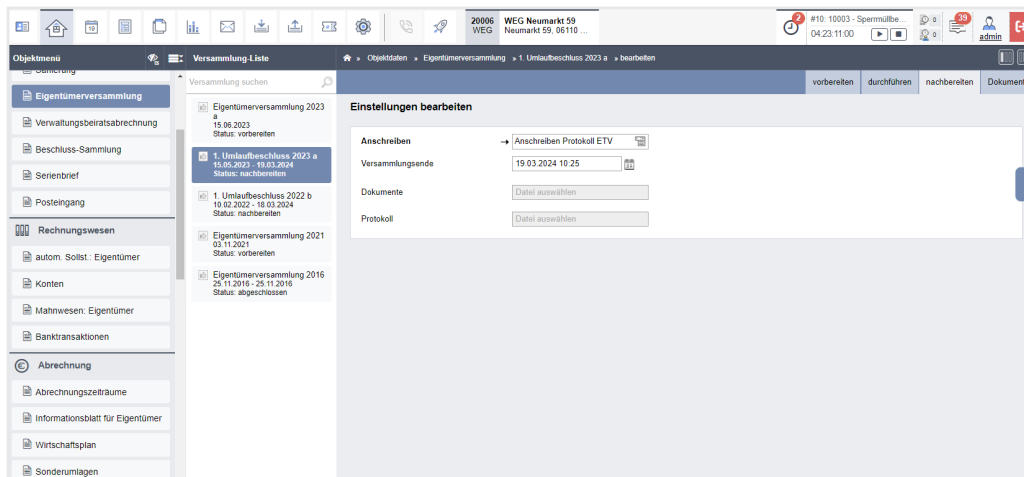 19
20006
WEG
WEG Neumarkt 59
Neumarkt 59, 06110 ...
2
#10: 10003 - Sperrmüllbe...
04:23:11:00
0
0
39
admin
Objektmenü
Versammlung-Liste
» Objektdaten » Eigentümerversammlung » 1. Umlaufbeschluss 2023 a » bearbeiten
Sanierung
Eigentümerversammlung
Verwaltungsbeiratsabrechnung
Beschluss-Sammlung
Serienbrief
Posteingang
Rechnungswesen
autom. Sollst.: Eigentümer
Konten
Mahnwesen: Eigentümer
Banktransaktionen
Abrechnung
Abrechnungszeiträume
Informationsblatt für Eigentümer
Wirtschaftsplan
Sonderumlagen
Versammlung suchen
Eigentümerversammlung 2023
a
15.06.2023
Status: vorbereiten
1. Umlaufbeschluss 2023 a
15.05.2023 - 19.03.2024
Status: nachbereiten
1. Umlaufbeschluss 2022 b
10.02.2022 - 18.03.2024
Status: nachbereiten
Eigentümerversammlung 2021
03.11.2021
Status: vorbereiten
Eigentümerversammlung 2016
25.11.2016 - 25.11.2016
Status: abgeschlossen
vorbereiten
durchführen
nachbereiten
Dokument
Einstellungen bearbeiten
Anschreiben
Anschreiben Protokoll ETV
Versammlungsende
19.03.2024 10:25
Dokumente
Datei auswählen
Protokoll
Datei auswählen